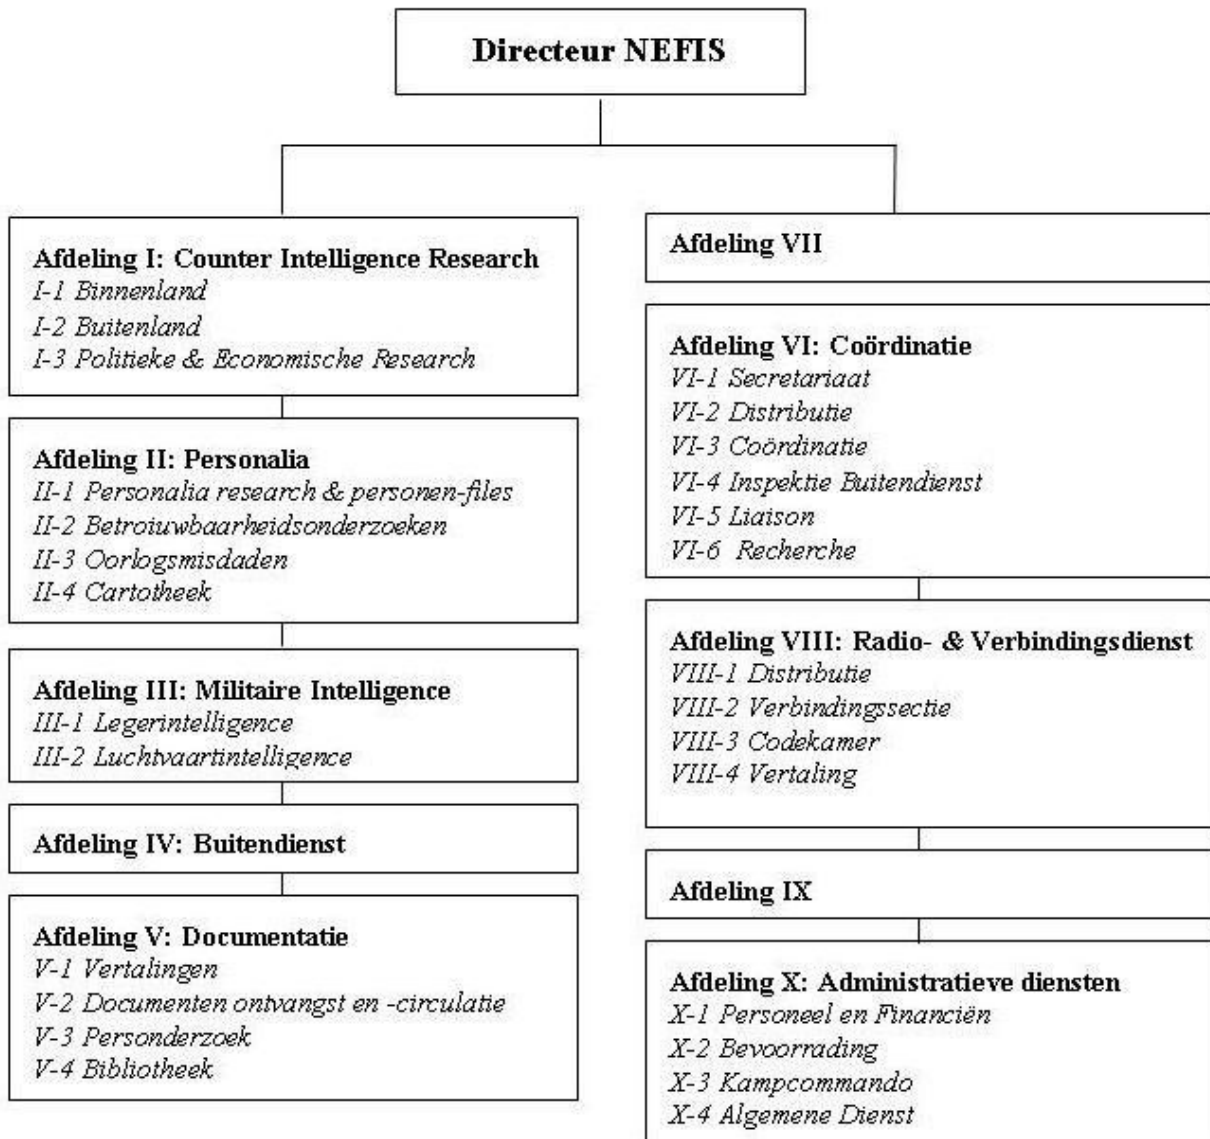 Directeur NEFIS
Afdeling I: Counter Intelligence Research
I-1 Binnenland
I-2 Buitenland
I-3 Politieke & Economische Research
Afdeling II: Personalia
II-1 Personalia research & personen-files
II-2 Betroiuwbaarheidsonderzoeken
II-3 Oorlogsmisdaden
II-4 Cartotheek
Afdeling III: Militaire Intelligence
III-1 Legerintelligence
III-2 Luchtvaartintelligence
Afdeling IV: Buitendienst
Afdeling V: Documentatie
V-1 Vertalingen
V-2 Documenten ontvangst en -circulatie
V-3 Personderzoek
V-4 Bibliotheek
Afdeling VII
Afdeling VI: Coördinatie
VI-1 Secretariaat
VI-2 Distributie
VI-3 Coördinatie
VI-4 Inspektie Buitendienst
VI-5 Liaison
VI-6 Recherche
Afdeling VIII: Radio- & Verbindingsdienst
VIII-1 Distributie
VIII-2 Verbindingssectie
VIII-3 Codekamer
VIII-4 Vertaling
Afdeling IX
Afdeling X: Administratieve diensten
X-1 Personeel en Financiën
X-2 Bevoorrading
X-3 Kampcommando
X-4 Algemene Dienst